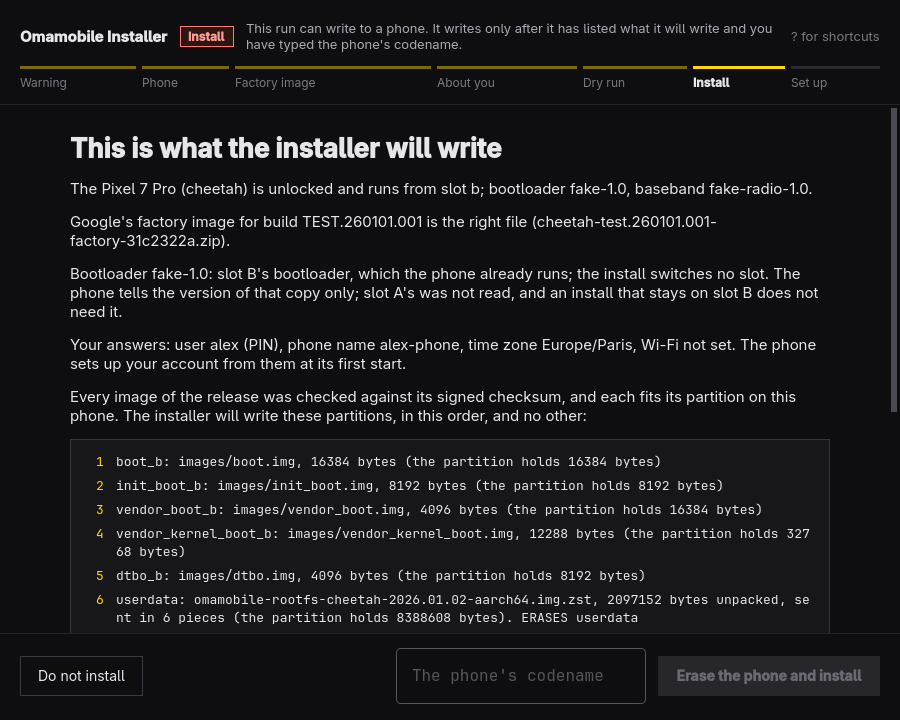 Omamobile Installer
Install
This run can write to a phone. It writes only after it has listed what it will write and you
have typed the phone's codename.
? for shortcuts
Warning
Phone
Factory image
About you
Dry run
Install
Set up
This is what the installer will write
The Pixel 7 Pro (cheetah) is unlocked and runs from slot b; bootloader fake-1.0, baseband fake-radio-1.0.
Google's factory image for build TEST.260101.001 is the right file (cheetah-test.260101.001-
factory-31c2322a.zip).
Bootloader fake-1.0: slot B's bootloader, which the phone already runs; the install switches no slot. The
phone tells the version of that copy only; slot A's was not read, and an install that stays on slot B does not
need it.
Your answers: user alex (PIN), phone name alex-phone, time zone Europe/Paris, Wi-Fi not set. The phone
sets up your account from them at its first start.
Every image of the release was checked against its signed checksum, and each fits its partition on this
phone. The installer will write these partitions, in this order, and no other:
1 boot_b: images/boot.img, 16384 bytes (the partition holds 16384 bytes)
2 init_boot_b: images/init_boot.img, 8192 bytes (the partition holds 8192 bytes)
3 vendor_boot_b: images/vendor_boot.img, 4096 bytes (the partition holds 16384 bytes)
4 vendor_kernel_boot_b: images/vendor_kernel_boot.img, 12288 bytes (the partition holds 327
68 bytes)
5 dtbo_b: images/dtbo.img, 4096 bytes (the partition holds 8192 bytes)
6 userdata: omamobile-rootfs-cheetah-2026.01.02-aarch64.img.zst, 2097152 bytes unpacked, se
nt in 6 pieces (the partition holds 8388608 bytes). ERASES userdata
Do not install
The phone's codename
Erase the phone and install